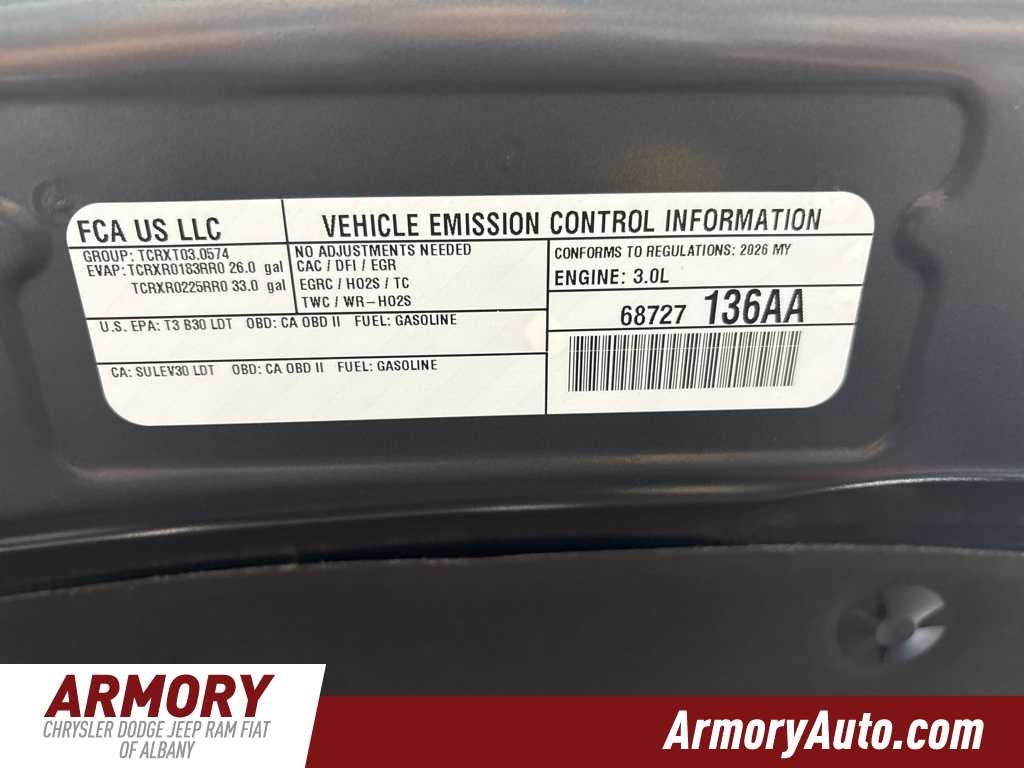 FCA US LLC
VEHICLE EMISSION CONTROL INFORMATION
GROUP: TCRXT03.0574
EVAP: TCRXR0183RR0 26.0 gal
TCRXR0225RR0 33.0 gal
NO ADJUSTMENTS NEEDED
CAC / DFI / EGR
EGRC / HO2S / TC
TWC / WR-HO2S
CONFORMS TO REGULATIONS: 2026 MY
ENGINE: 3.0L
68727 136AA
U.S. EPA: T3 B30 LDT OBD: CA OBD II FUEL: GASOLINE
CA: SULEV30 LDT OBD: CA OBD II FUEL: GASOLINE
ARMORY
CHRYSLER DODGE JEEP RAM FIAT
OF ALBANY
ArmoryAuto.com